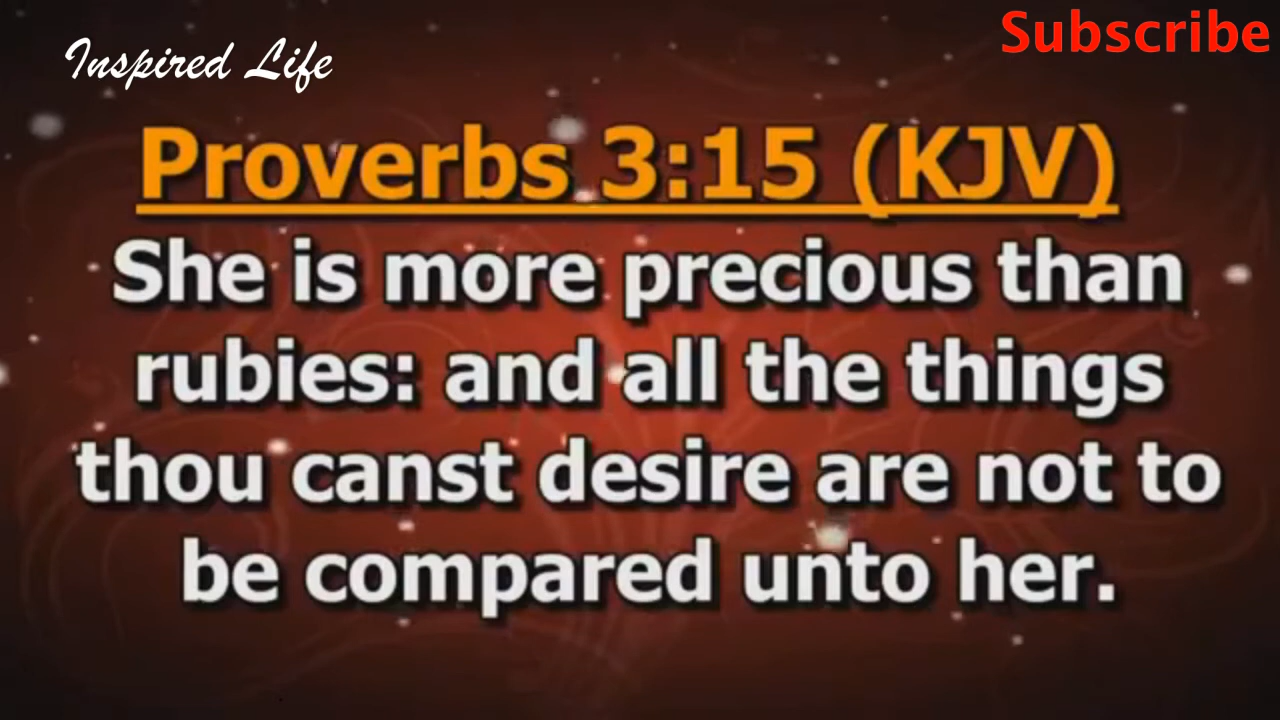 Inspired Life
Subscribe
Proverbs 3:15 (KJV)
She is more precious than
rubies: and all the things
thou canst desire are not to
be compared unto her.